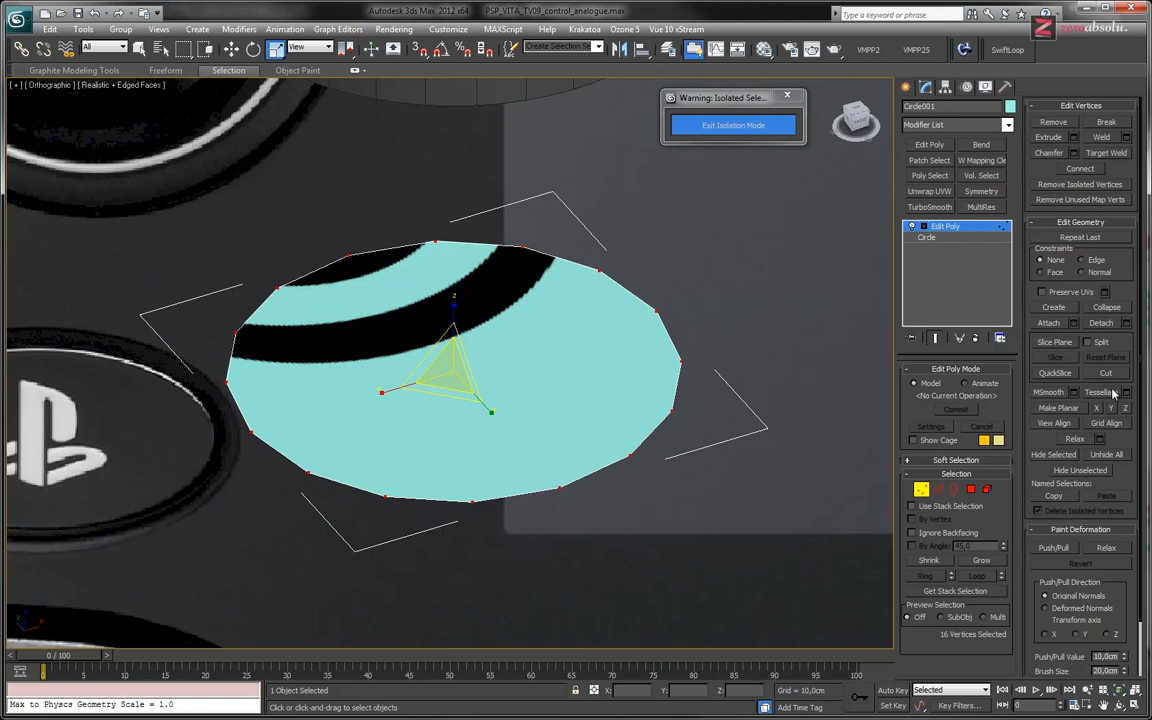 Autodesk 3ds Max 2012 x64 PSP_VITA_TV09_control_analogue.max
Type a keyword or phrase
Edit Tools Group Views Create Modifiers Animation Graph Editors Rendering Customize MAXScript Help Krakatoa Ozone 5 Vue 10 xStream
absolu.
All View Create Selection Se VMPP2 VMPP25 SwiftLoop
Graphite Modeling Tools Freeform Selection Object Paint
[ + ] [ Orthographic ] [ Realistic + Edged Faces ]
Warning: Isolated Sele...
Exit Isolation Mode
z
Circle001
Modifier List
Edit Poly Bend
Patch Select W Mapping Cle
Poly Select Vol. Select
Unwrap UVW Symmetry
TurboSmooth MultiRes
Edit Poly
Circle
Edit Poly Mode
Model Animate
<No Current Operation>
Commit
Settings Cancel
Show Cage
Soft Selection
Selection
Use Stack Selection
By Vertex
Ignore Backfacing
By Angle: 45,0
Shrink Grow
Ring Loop
Get Stack Selection
Preview Selection
Off SubObj Multi
16 Vertices Selected
Edit Vertices
Remove Break
Extrude Weld
Chamfer Target Weld
Connect
Remove Isolated Vertices
Remove Unused Map Verts
Edit Geometry
Repeat Last
Constraints
None Edge
Face Normal
Preserve UVs
Create Collapse
Attach Detach
Slice Plane Split
Slice Reset Plane
QuickSlice Cut
MSmooth Tessella
Make Planar X Y Z
View Align Grid Align
Relax
Hide Selected Unhide All
Hide Unselected
Named Selections:
Copy Paste
Delete Isolated Vertices
Paint Deformation
Push/Pull Relax
Revert
Push/Pull Direction
Original Normals
Deformed Normals
Transform axis
X Y Z
Push/Pull Value 10,0cm
Brush Size 20,0cm
0 / 100
0 5 10 15 20 25 30 35 40 45 50 55 60 65 70 75 80 85 90 95 100
1 Object Selected X: Y: Z: Grid = 10,0cm Auto Key Selected
Max to Physcs Geometry Scale = 1.0 Click or click-and-drag to select objects Add Time Tag Set Key Key Filters... 0